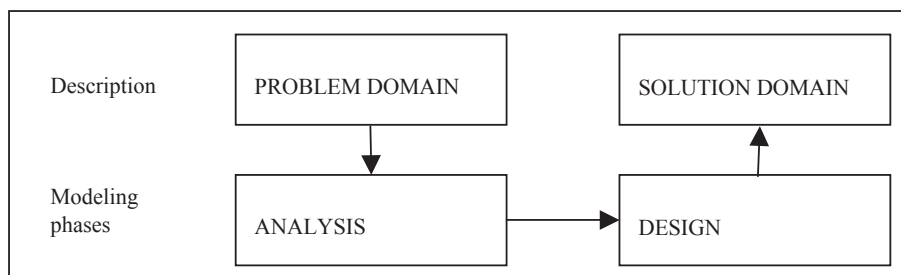 Description
PROBLEM DOMAIN
SOLUTION DOMAIN
Modeling
phases
ANALYSIS
DESIGN